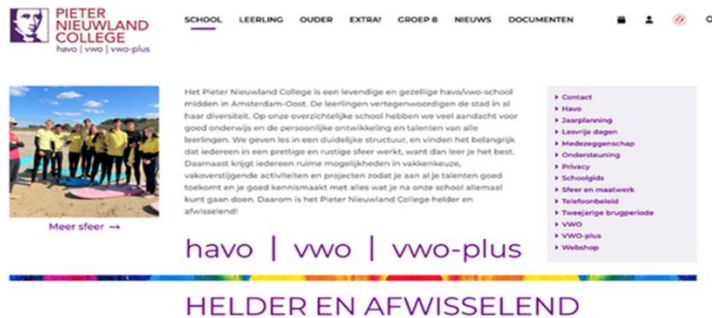 PIETER
NIEUWLAND
COLLEGE
havo | vwo | vwo-plus
SCHOOL LEERLING OUDER EXTRA! GROEP 8 NIEUWS DOCUMENTEN
Het Pieter Nieuwland College is een levendige en gezellige havo/vwo-school
midden in Amsterdam-Oost. De leerlingen vertegenwoordigen de stad in al
haar diversiteit. Op onze overzichtelijke school hebben we veel aandacht voor
goed onderwijs en de persoonlijke ontwikkeling en talenten van alle
leerlingen. We geven les in een duidelijke structuur, en vinden het belangrijk
dat iedereen in een prettige en rustige sfeer werkt, want dan leer je het best.
Daarnaast krijgt iedereen ruime mogelijkheden in vakkenkeuze,
vakoverstijgende activiteiten en projecten zodat je aan al je talenten goed
toekomt en je goed kennismaakt met alles wat je na onze school allemaal
kunt gaan doen. Daarom is het Pieter Nieuwland College helder en
afwisselend!
Meer sfeer →
Contact
Havo
Jaarplanning
Lesvrije dagen
Medezeggenschap
Ondersteuning
Privacy
Schoolgids
Sfeer en maatwerk
Telefoonbeleid
Tweejarige brugperiode
VWO
VWO-plus
Webshop
havo | vwo | vwo-plus
HELDER EN AFWISSELEND